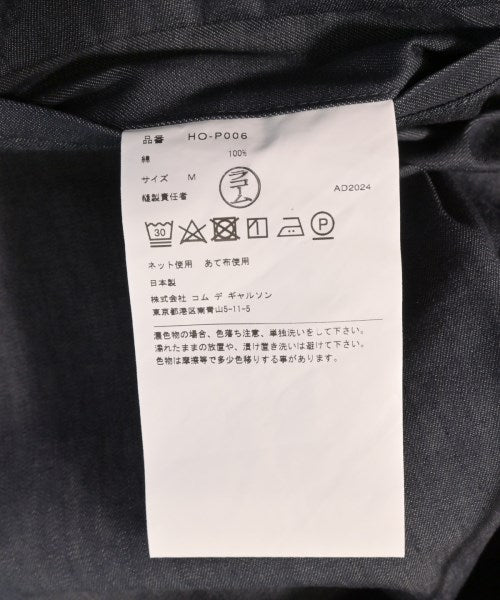 品番 HO-P006
綿 100%
サイズ M
縫製責任者 コム
AD2024
30
P
ネット使用 あて布使用
日本製
株式会社 コム デ ギャルソン
東京都港区南青山5-11-5
濃色物の場合、色落ち注意、単独洗いをして下さい。
濡れたままの放置や、漬け置き洗いは避けて下さい。
色物は摩擦等で多少色移りする事があります。